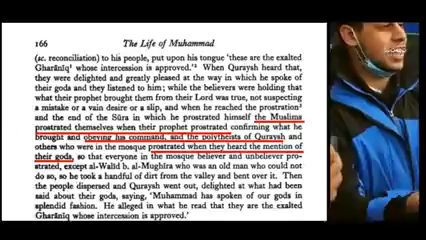 166 The Life of Muhammad
(sc. reconciliation) to his people, put upon his tongue 'these are the exalted
Gharānīq whose intercession is approved.' When Quraysh heard that,
they were delighted and greatly pleased at the way in which he spoke of
their gods and they listened to him; while the believers were holding that
what their prophet brought them from their Lord was true, not suspecting
a mistake or a vain desire or a slip, and when he reached the prostration
and the end of the Sūra in which he prostrated himself the Muslims
prostrated themselves when their prophet prostrated confirming what he
brought and obeying his command, and the polytheists of Quraysh and
others who were in the mosque prostrated when they heard the mention of
their gods, so that everyone in the mosque believer and unbeliever pro-
strated, except al-Walīd b. al-Mughīra who was an old man who could not
do so, so he took a handful of dirt from the valley and bent over it. Then
the people dispersed and Quraysh went out, delighted at what had been
said about their gods, saying, 'Muhammad has spoken of our gods in
splendid fashion. He alleged in what he read that they are the exalted
Gharānīq whose intercession is approved.'